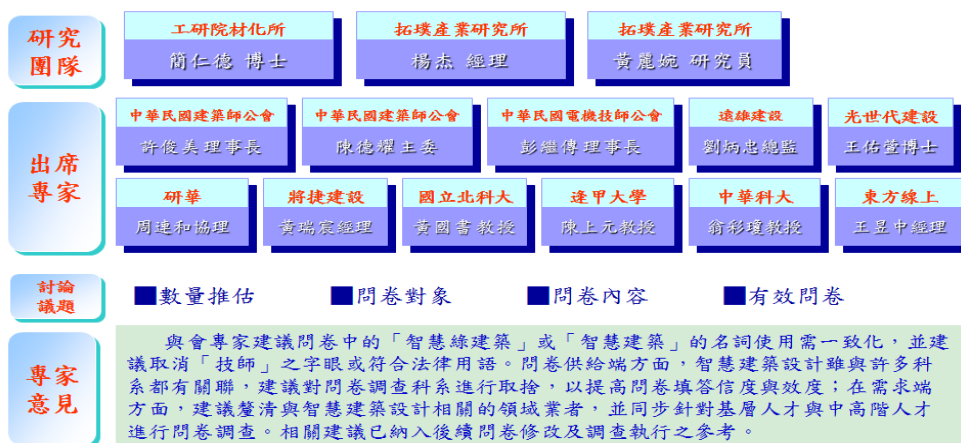 研究
團隊
工研院材化所
簡仁德 博士
拓墣產業研究所
楊杰 經理
拓墣產業研究所
黃麗婉 研究員
出席
專家
中華民國建築師公會
許俊美理事長
中華民國建築師公會
陳德耀主委
中華民國電機技師公會
彭繼傳理事長
遠雄建設
劉炳忠總監
光世代建設
王佑萱博士
研華
周連和協理
將捷建設
黃瑞宸經理
國立北科大
黃國書教授
逢甲大學
陳上元教授
中華科大
翁彩瓊教授
東方線上
王昱中經理
討論
議題
■數量推估 ■問卷對象 ■問卷內容 ■有效問卷
專家
意見
與會專家建議問卷中的「智慧綠建築」或「智慧建築」的名詞使用需一致化，並建
議取消「技師」之字眼或符合法律用語。問卷供給端方面，智慧建築設計雖與許多科
系都有關聯，建議對問卷調查科系進行取捨，以提高問卷填答信度與效度；在需求端
方面，建議釐清與智慧建築設計相關的領域業者，並同步針對基層人才與中高階人才
進行問卷調查。相關建議已納入後續問卷修改及調查執行之參考。